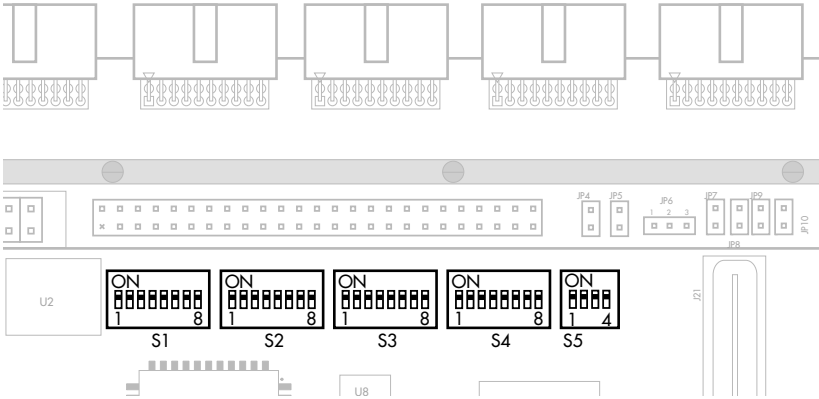 JP4
JP5
JP6
1 2 3
JP7
JP9
JP10
JP8
U2
ON
1 8
S1
ON
1 8
S2
ON
1 8
S3
ON
1 8
S4
ON
1 4
S5
J21
U8